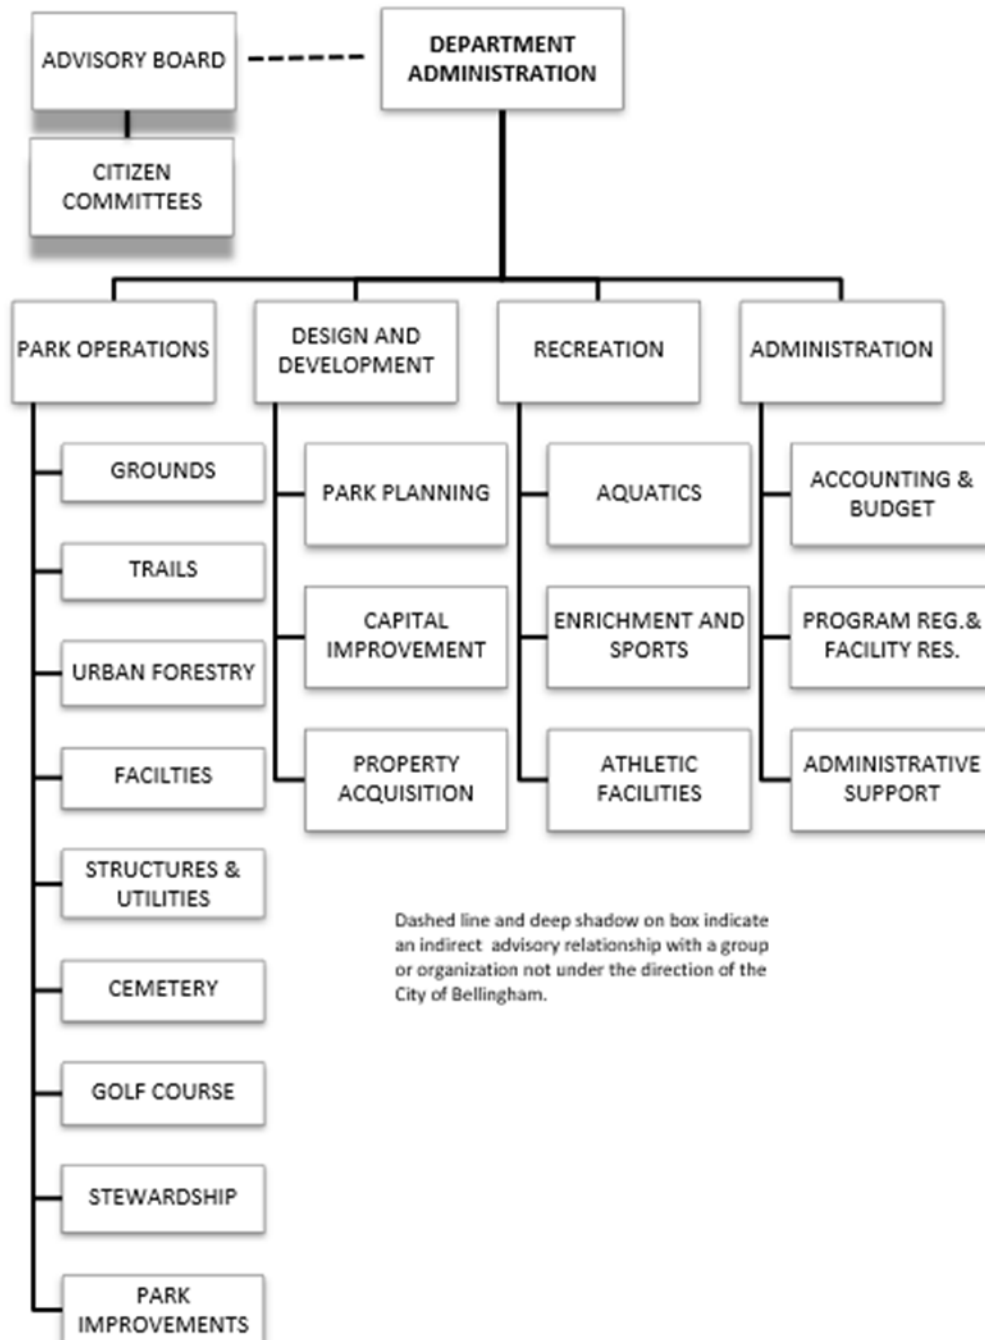 ADVISORY BOARD
DEPARTMENT
ADMINISTRATION
CITIZEN
COMMITTEES
PARK OPERATIONS
GROUNDS
TRAILS
URBAN FORESTRY
FACILTIES
STRUCTURES &
UTILITIES
CEMETERY
GOLF COURSE
STEWARDSHIP
PARK
IMPROVEMENTS
DESIGN AND
DEVELOPMENT
PARK PLANNING
CAPITAL
IMPROVEMENT
PROPERTY
ACQUISITION
RECREATION
AQUATICS
ENRICHMENT AND
SPORTS
ATHLETIC
FACILITIES
ADMINISTRATION
ACCOUNTING &
BUDGET
PROGRAM REG.&
FACILITY RES.
ADMINISTRATIVE
SUPPORT
Dashed line and deep shadow on box indicate
an indirect advisory relationship with a group
or organization not under the direction of the
City of Bellingham.